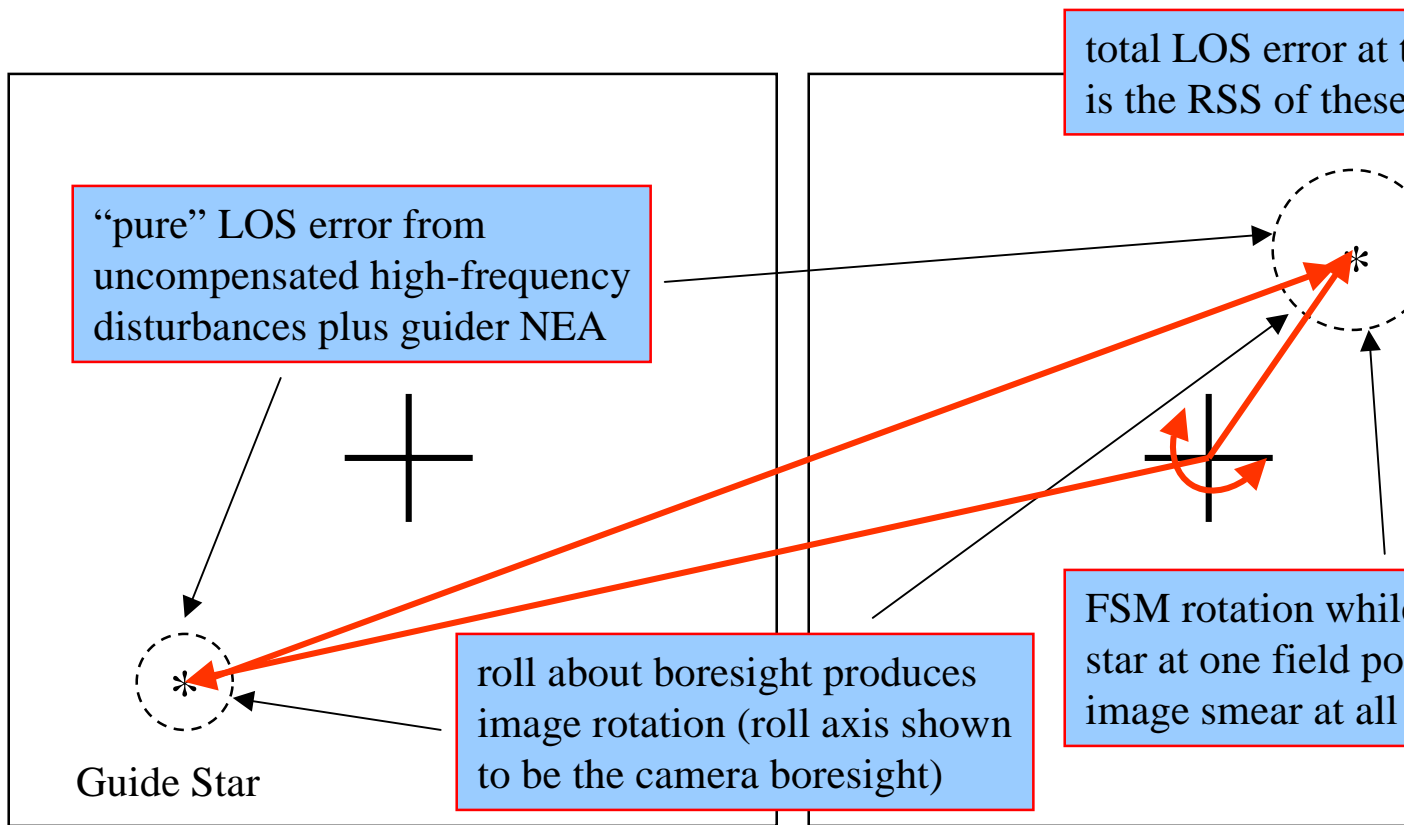 total LOS error at
is the RSS of these
“pure” LOS error from
uncompensated high-frequency
disturbances plus guider NEA
FSM rotation
star at one field
image smear at all
roll about boresight produces
image rotation (roll axis shown
to be the camera boresight)
Guide Star